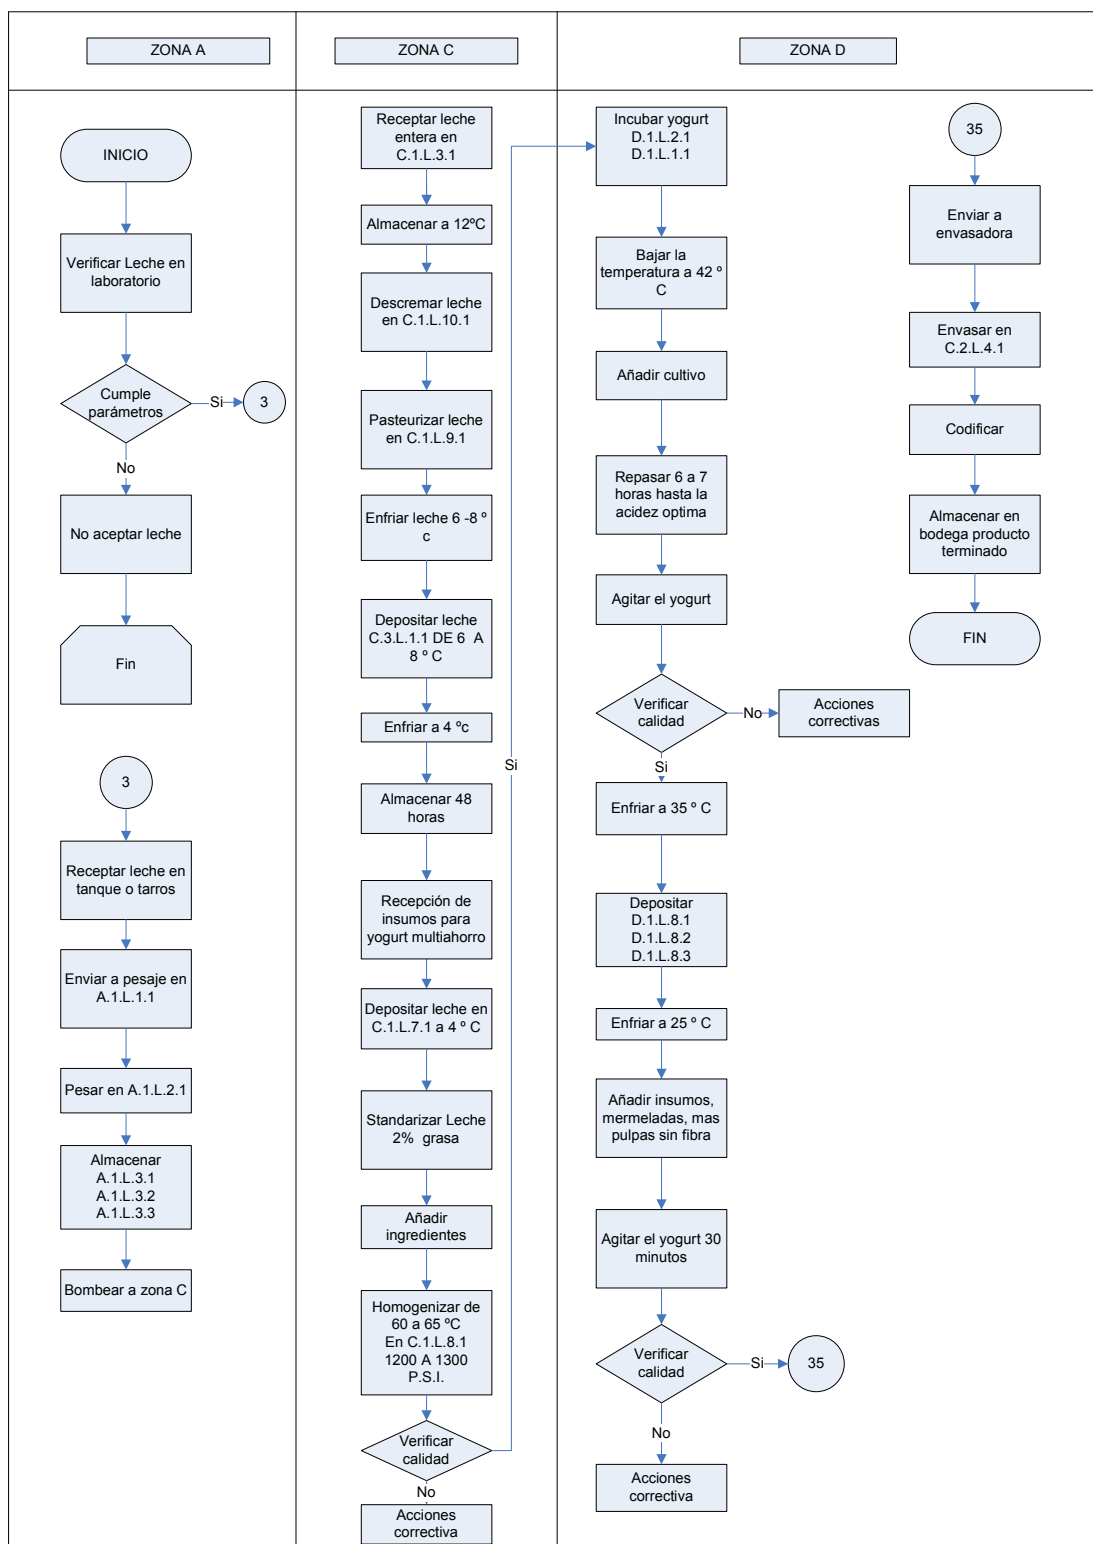 ZONA A
ZONA C
ZONA D
INICIO
Verificar Leche en
laboratorio
Cumple
parámetros
Si
3
No
No aceptar leche
Fin
3
Receptar leche en
tanque o tarros
Enviar a pesaje en
A.1.L.1.1
Pesar en A.1.L.2.1
Almacenar
A.1.L.3.1
A.1.L.3.2
A.1.L.3.3
Bombear a zona C
Receptar leche
entera en
C.1.L.3.1
Almacenar a 12ºC
Descremar leche
en C.1.L.10.1
Pasteurizar leche
en C.1.L.9.1
Enfriar leche 6 -8 º
c
Depositar leche
C.3.L.1.1 DE 6 A
8 º C
Enfriar a 4 ºc
Almacenar 48
horas
Recepción de
insumos para
yogurt multiahorro
Depositar leche en
C.1.L.7.1 a 4 º C
Standarizar Leche
2% grasa
Añadir
ingredientes
Homogenizar de
60 a 65 ºC
En C.1.L.8.1
1200 A 1300
P.S.I.
Verificar
calidad
Si
No
Acciones
correctiva
Incubar yogurt
D.1.L.2.1
D.1.L.1.1
Bajar la
temperatura a 42 º
C
Añadir cultivo
Repasar 6 a 7
horas hasta la
acidez optima
Agitar el yogurt
Verificar
calidad
No
Acciones
correctivas
Si
Enfriar a 35 º C
Depositar
D.1.L.8.1
D.1.L.8.2
D.1.L.8.3
Enfriar a 25 º C
Añadir insumos,
mermeladas, mas
pulpas sin fibra
Agitar el yogurt 30
minutos
Verificar
calidad
Si
35
No
Acciones
correctiva
35
Enviar a
envasadora
Envasar en
C.2.L.4.1
Codificar
Almacenar en
bodega producto
terminado
FIN